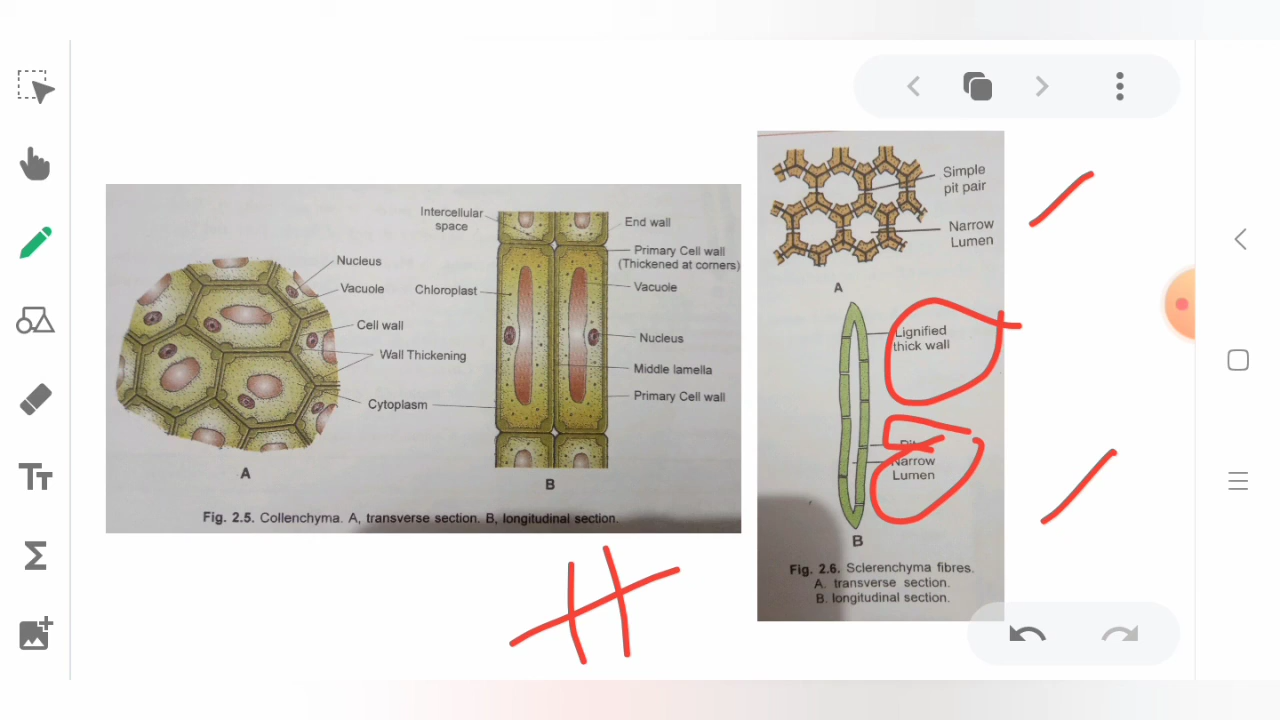 Intercellular
space
End wall
Primary Cell wall
(Thickened at corners)
Nucleus
Vacuole
Chloroplast
Vacuole
Cell wall
Wall Thickening
Nucleus
Middle lamella
Cytoplasm
Primary Cell wall
A
B
Fig. 2.5. Collenchyma. A, transverse section. B, longitudinal section.
Simple
pit pair
Narrow
Lumen
A
Lignified
thick wall
Narrow
Lumen
B
Fig. 2.6. Sclerenchyma fibres.
A. transverse section.
B. longitudinal section.
TT
Σ